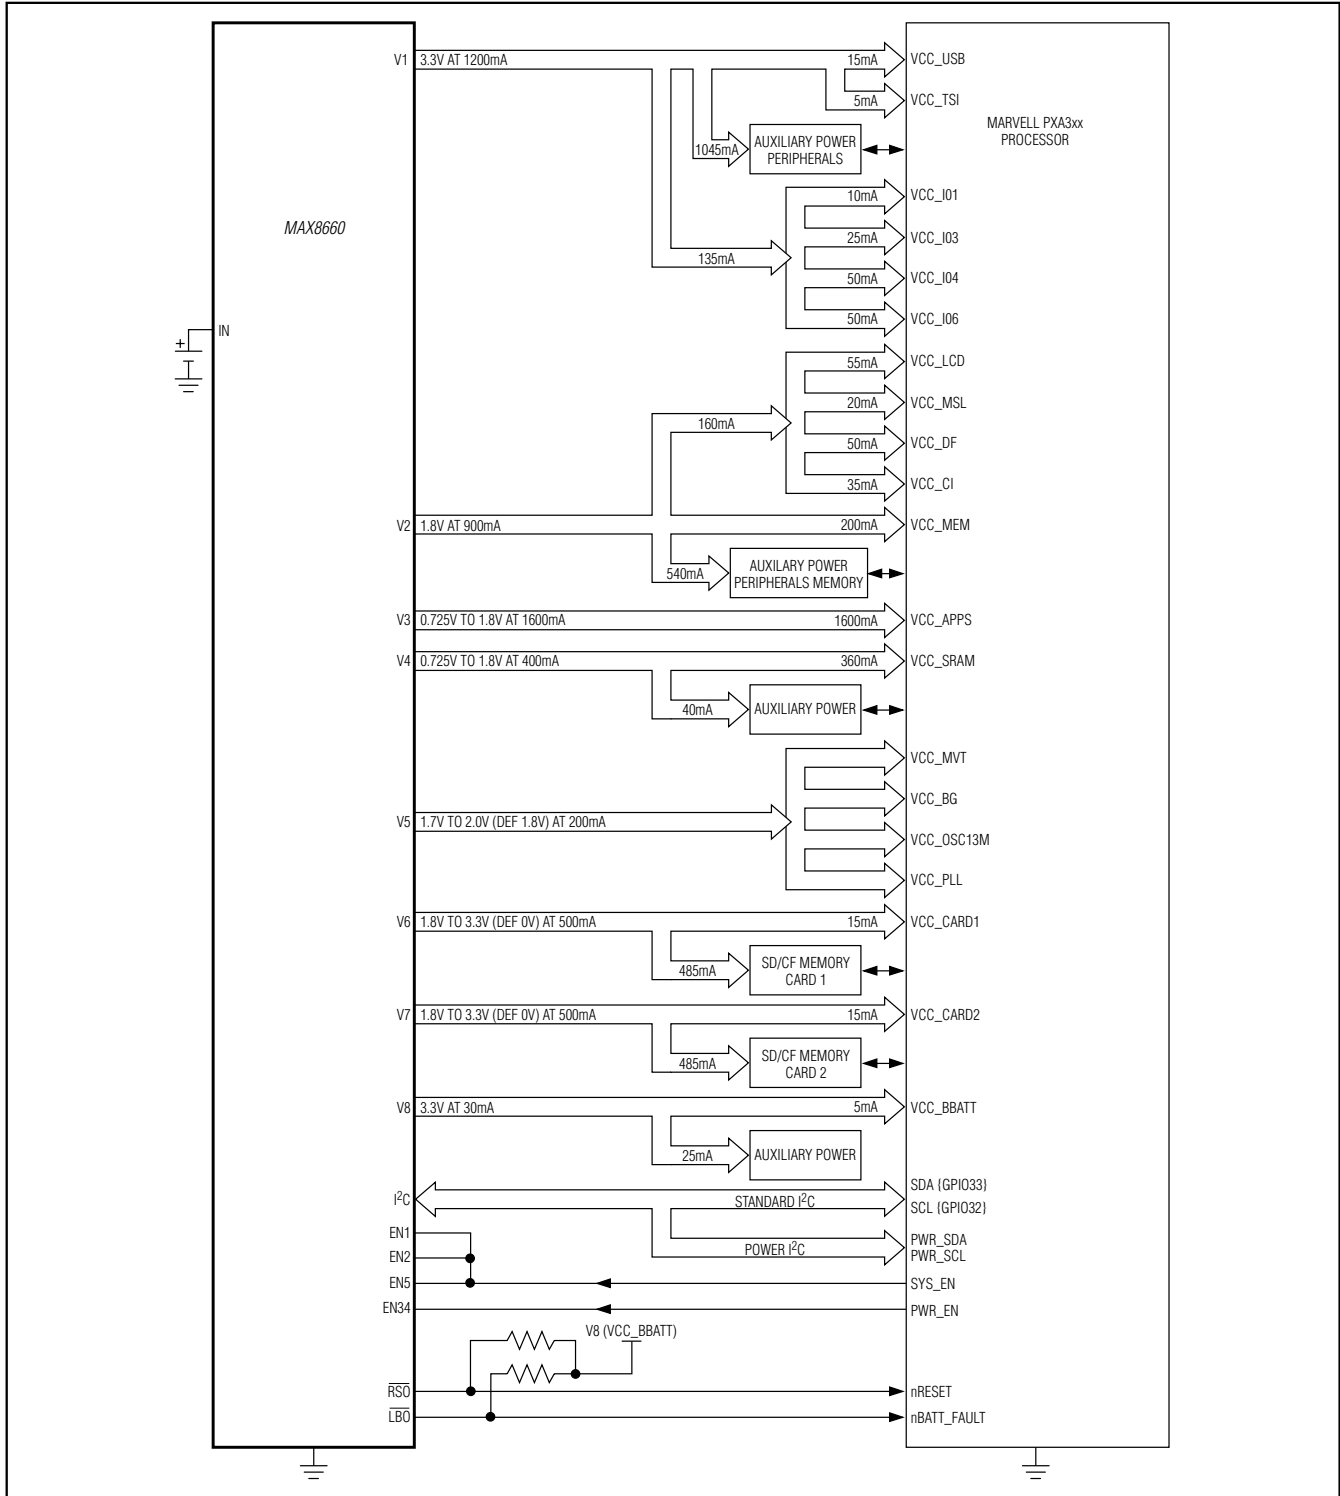 V1
3.3V AT 1200mA
15mA
VCC_USB
5mA
VCC_TSI
MARVELL PXA3xx
PROCESSOR
1045mA
AUXILIARY POWER
PERIPHERALS
10mA
VCC_I01
MAX8660
25mA
VCC_I03
135mA
50mA
VCC_I04
50mA
VCC_I06
IN
+
55mA
VCC_LCD
20mA
VCC_MSL
160mA
50mA
VCC_DF
35mA
VCC_CI
V2
1.8V AT 900mA
200mA
VCC_MEM
540mA
AUXILARY POWER
PERIPHERALS MEMORY
V3
0.725V TO 1.8V AT 1600mA
1600mA
VCC_APPS
V4
0.725V TO 1.8V AT 400mA
360mA
VCC_SRAM
40mA
AUXILIARY POWER
VCC_MVT
VCC_BG
V5
1.7V TO 2.0V (DEF 1.8V) AT 200mA
VCC_OSC13M
VCC_PLL
V6
1.8V TO 3.3V (DEF 0V) AT 500mA
15mA
VCC_CARD1
485mA
SD/CF MEMORY
CARD 1
V7
1.8V TO 3.3V (DEF 0V) AT 500mA
15mA
VCC_CARD2
485mA
SD/CF MEMORY
CARD 2
V8
3.3V AT 30mA
5mA
VCC_BBATT
25mA
AUXILIARY POWER
I²C
STANDARD I²C
SDA {GPIO33}
SCL {GPIO32}
POWER I²C
PWR_SDA
PWR_SCL
EN1
EN2
EN5
SYS_EN
EN34
PWR_EN
V8 (VCC_BBATT)
R̅S̅O̅
nRESET
L̅B̅O̅
nBATT_FAULT